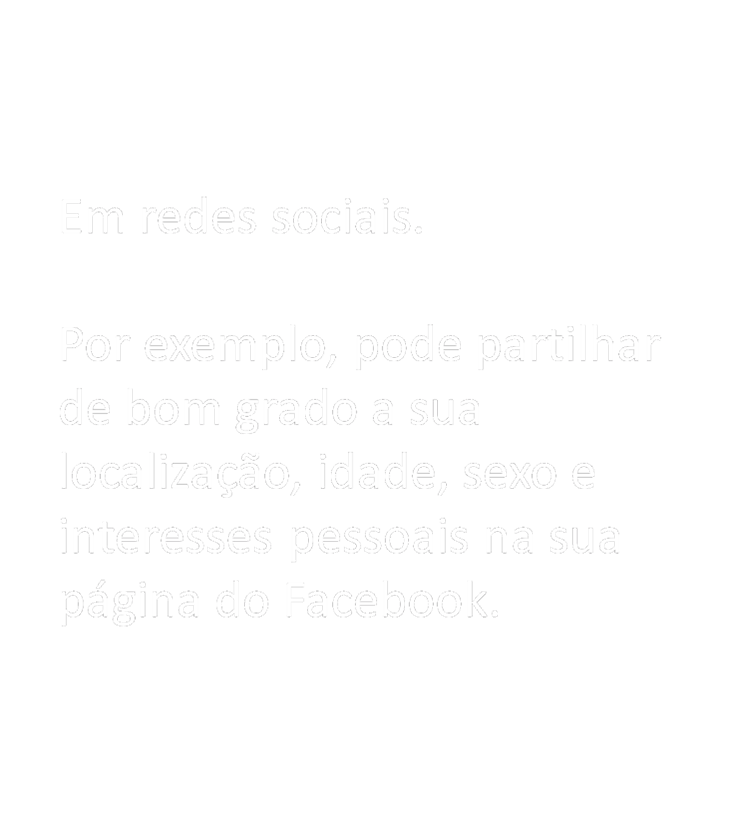 Em redes sociais.
Por exemplo, pode partilhar
de bom grado a sua
localização, idade, sexo e
interesses pessoais na sua
página do Facebook.